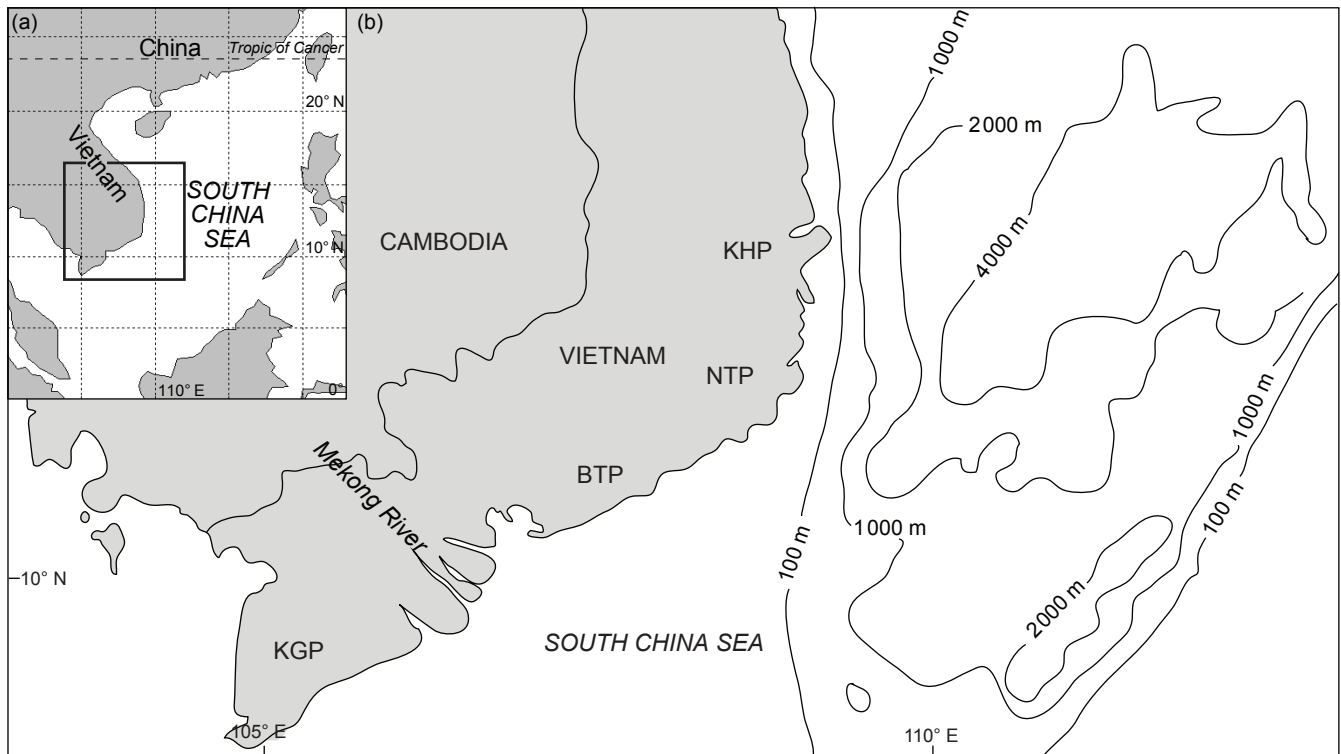 (a)
China
Tropic of Cancer
20° N
Vietnam
SOUTH
CHINA
SEA
10° N
110° E
0°
(b)
1000 m
2000 m
CAMBODIA
KHP
4000 m
VIETNAM
NTP
1000 m
Mekong River
BTP
100 m
1000 m
100 m
10° N
2000 m
SOUTH CHINA SEA
KGP
105° E
110° E